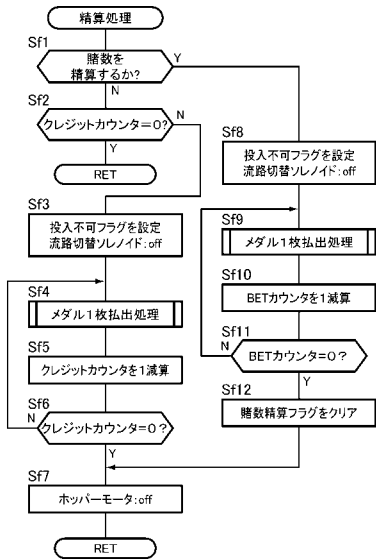 精算処理
Sf1
賭数を
精算するか?
Y
N
Sf2
クレジットカウンタ=0?
N
Y
RET
Sf3
投入不可フラグを設定
流路切替ソレノイド:off
Sf4
メダル1枚払出処理
Sf5
クレジットカウンタを1減算
Sf6
N
クレジットカウンタ=0?
Y
Sf7
ホッパーモータ:off
RET
Sf8
投入不可フラグを設定
流路切替ソレノイド:off
Sf9
メダル1枚払出処理
Sf10
BETカウンタを1減算
Sf11
N
BETカウンタ=0?
Y
Sf12
賭数精算フラグをクリア